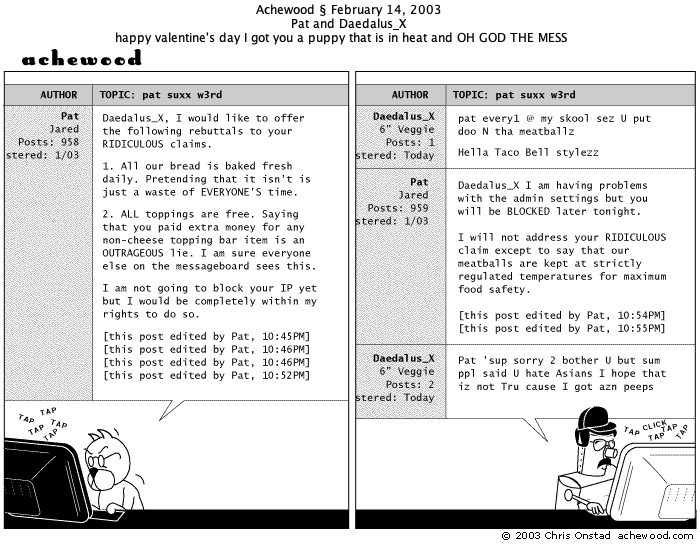 Achewood § February 14, 2003
Pat and Daedalus_X
happy valentine's day I got you a puppy that is in heat and OH GOD THE MESS
achewood
AUTHOR
TOPIC: pat suxx w3rd
Pat
Jared
Posts: 958
stered: 1/03
Daedalus_X, I would like to offer
the following rebuttals to your
RIDICULOUS claims.
1. All our bread is baked fresh
daily. Pretending that it isn't is
just a waste of EVERYONE'S time.
2. ALL toppings are free. Saying
that you paid extra money for any
non-cheese topping bar item is an
OUTRAGEOUS lie. I am sure everyone
else on the messageboard sees this.
I am not going to block your IP yet
but I would be completely within my
rights to do so.
[this post edited by Pat, 10:45PM]
[this post edited by Pat, 10:46PM]
[this post edited by Pat, 10:46PM]
[this post edited by Pat, 10:52PM]
TAP
TAP
TAP
TAP
TAP
AUTHOR
TOPIC: pat suxx w3rd
Daedalus_X
6" Veggie
Posts: 1
stered: Today
pat every1 @ my skool sez U put
doo N tha meatballz
Hella Taco Bell stylezz
Pat
Jared
Posts: 959
stered: 1/03
Daedalus_X I am having problems
with the admin settings but you
will be BLOCKED later tonight.
I will not address your RIDICULOUS
claim except to say that our
meatballs are kept at strictly
regulated temperatures for maximum
food safety.
[this post edited by Pat, 10:54PM]
[this post edited by Pat, 10:55PM]
Daedalus_X
6" Veggie
Posts: 2
stered: Today
Pat 'sup sorry 2 bother U but sum
ppl said U hate Asians I hope that
iz not Tru cause I got azn peeps
TAP
CLICK
TAP
TAP
TAP
© 2003 Chris Onstad achewood.com